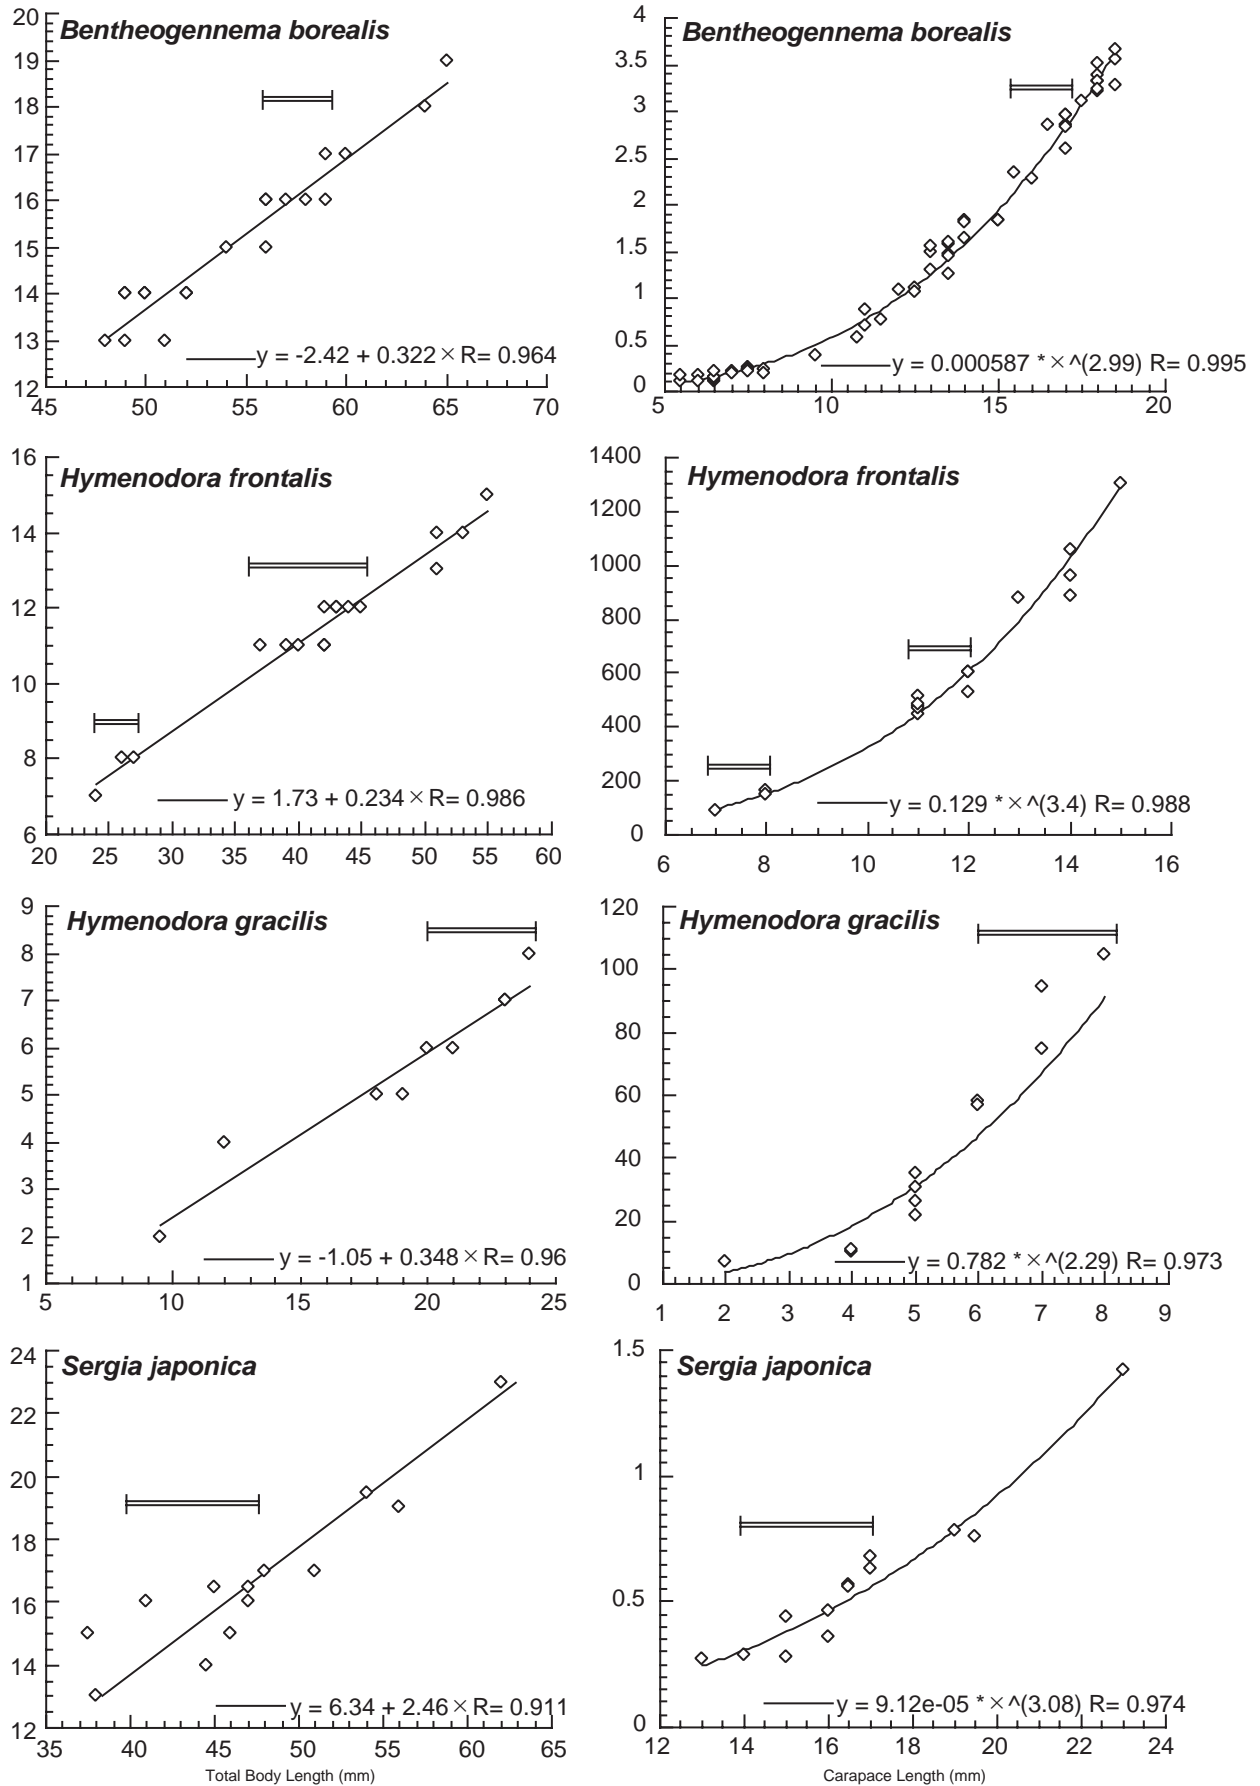 Bentheogennema borealis
20
19
18
17
16
15
14
13
12
y = -2.42 + 0.322 × R= 0.964
45 50 55 60 65 70
Bentheogennema borealis
4
3.5
3
2.5
2
1.5
1
0.5
0
y = 0.000587 * × ^(2.99) R= 0.995
5 10 15 20
Hymenodora frontalis
16
14
12
10
8
6
y = 1.73 + 0.234 × R= 0.986
20 25 30 35 40 45 50 55 60
Hymenodora frontalis
1400
1200
1000
800
600
400
200
0
y = 0.129 * × ^(3.4) R= 0.988
6 8 10 12 14 16
Hymenodora gracilis
9
8
7
6
5
4
3
2
1
y = -1.05 + 0.348 × R= 0.96
5 10 15 20 25
Hymenodora gracilis
120
100
80
60
40
20
0
y = 0.782 * × ^(2.29) R= 0.973
1 2 3 4 5 6 7 8 9
Sergia japonica
24
22
20
18
16
14
12
y = 6.34 + 2.46 × R= 0.911
35 40 45 50 55 60 65
Total Body Length (mm)
Sergia japonica
1.5
1
0.5
0
y = 9.12e-05 * × ^(3.08) R= 0.974
12 14 16 18 20 22 24
Carapace Length (mm)